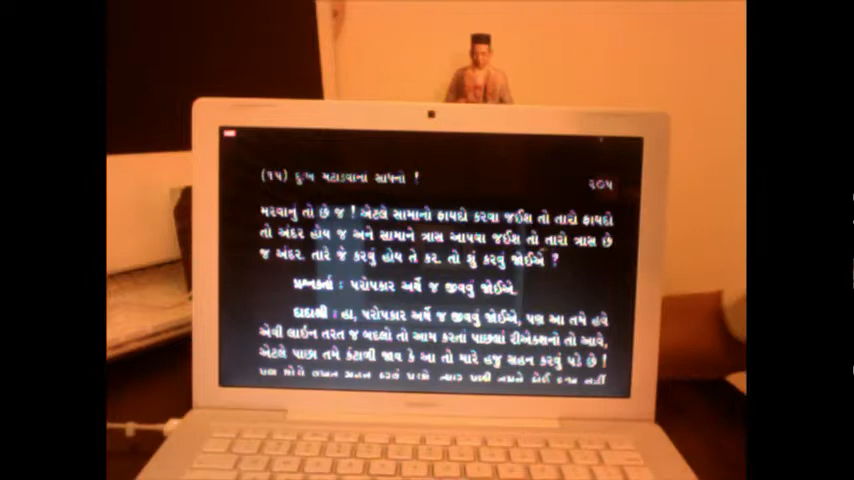 (૧૫) દુઃખ મટાડવાનાં સાધનો ! ૨૦૫
મરવાનું તો છે જ ! એટલે સામાનો ફાયદો કરવા જઈશ તો તારો ફાયદો
તો અંદર હોય જ અને સામાને ત્રાસ આપવા જઈશ તો તારો ત્રાસ છે
જ અંદર. તારે જે કરવું હોય તે કર. તો શું કરવું જોઈએ ?
પ્રશ્નકર્તા : પરોપકાર અર્થે જ જીવવું જોઈએ.
દાદાશ્રી : હા, પરોપકાર અર્થે જ જીવવું જોઈએ, પણ આ તમે હવે
એવી લાઈન તરત જ બદલો તો આમ કરતાં પાછલાં રીએક્શનો તો આવે,
એટલે પાછા તમે કંટાળી જાવ કે આ તો મારે હજુ સહન કરવું પડે છે !